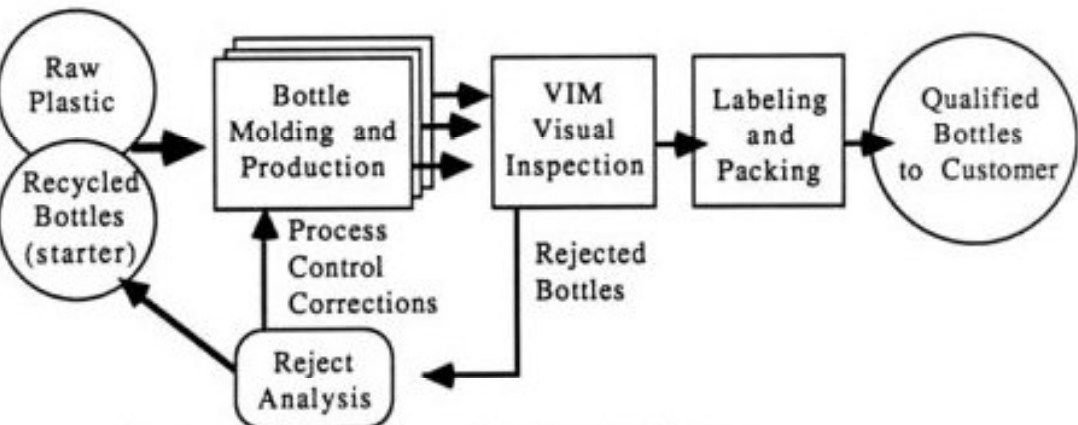 Raw
Plastic
Recycled
Bottles
(starter)
Bottle
Molding and
Production
VIM
Visual
Inspection
Labeling
and
Packing
Qualified
Bottles
to Customer
Process
Control
Corrections
Rejected
Bottles
Reject
Analysis